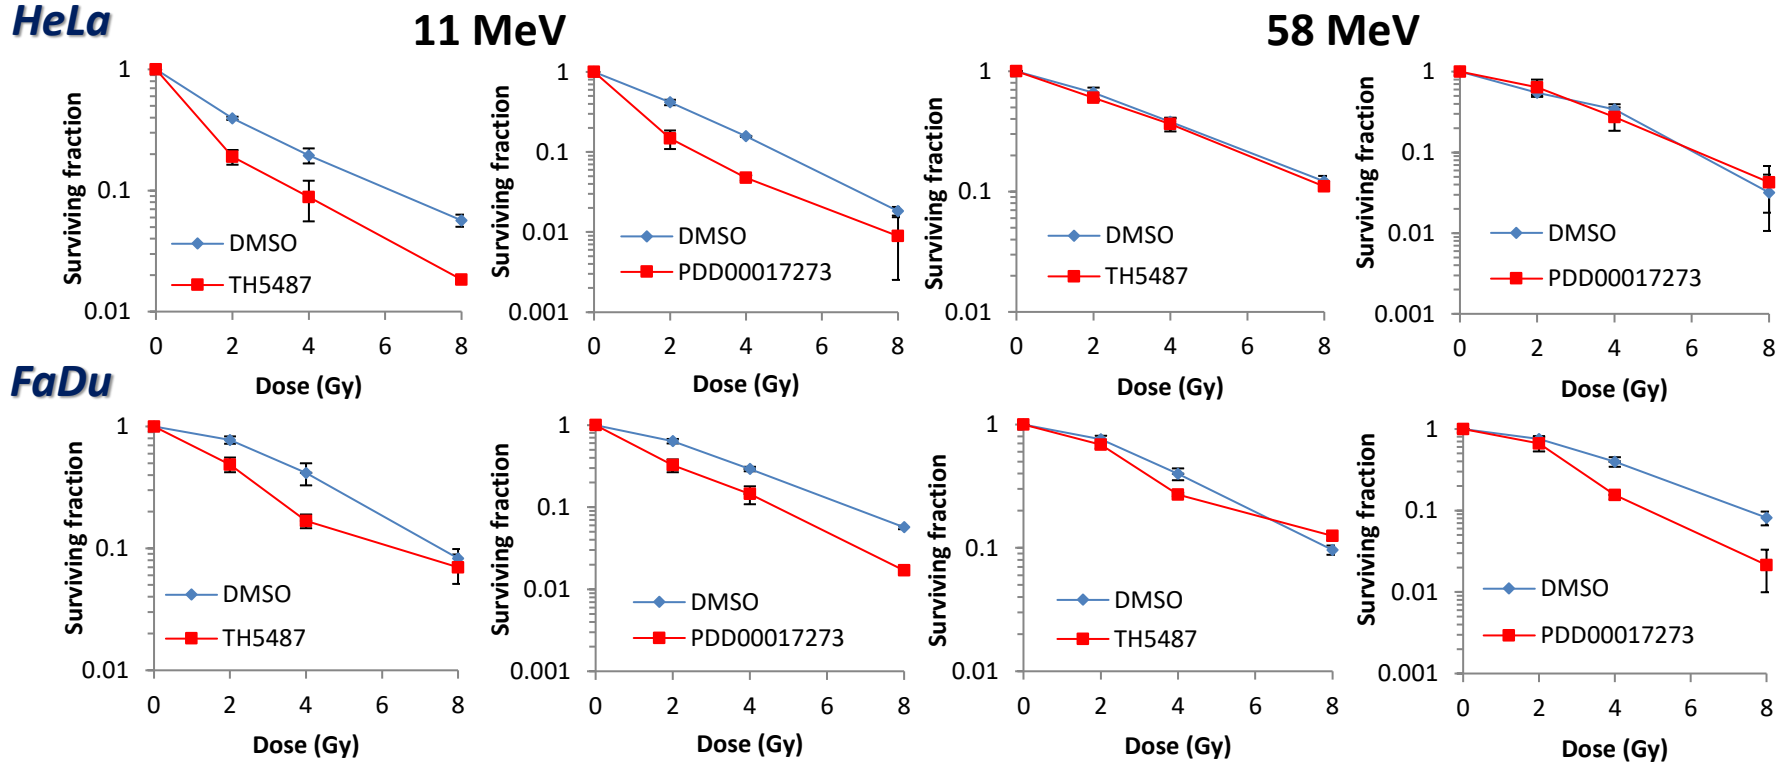 HeLa
11 MeV
58 MeV
Surviving fraction
1
0.1
0.01
0 2 4 6 8
Dose (Gy)
DMSO
TH5487
Surviving fraction
1
0.1
0.01
0.001
0 2 4 6 8
Dose (Gy)
DMSO
PDD00017273
Surviving fraction
1
0.1
0.01
0 2 4 6 8
Dose (Gy)
DMSO
TH5487
Surviving fraction
1
0.1
0.01
0.001
0 2 4 6 8
Dose (Gy)
DMSO
PDD00017273
FaDu
Surviving fraction
1
0.1
0.01
0 2 4 6 8
Dose (Gy)
DMSO
TH5487
Surviving fraction
1
0.1
0.01
0.001
0 2 4 6 8
Dose (Gy)
DMSO
PDD00017273
Surviving fraction
1
0.1
0.01
0 2 4 6 8
Dose (Gy)
DMSO
TH5487
Surviving fraction
1
0.1
0.01
0.001
0 2 4 6 8
Dose (Gy)
DMSO
PDD00017273